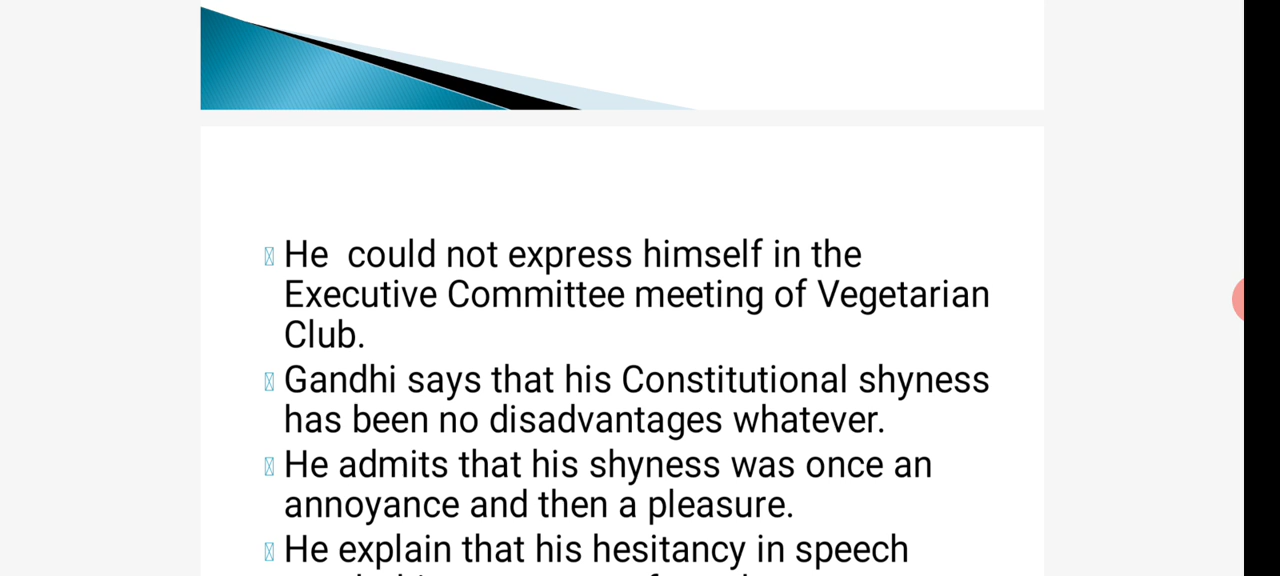 He could not express himself in the
Executive Committee meeting of Vegetarian
Club.
Gandhi says that his Constitutional shyness
has been no disadvantages whatever.
He admits that his shyness was once an
annoyance and then a pleasure.
He explain that his hesitancy in speech